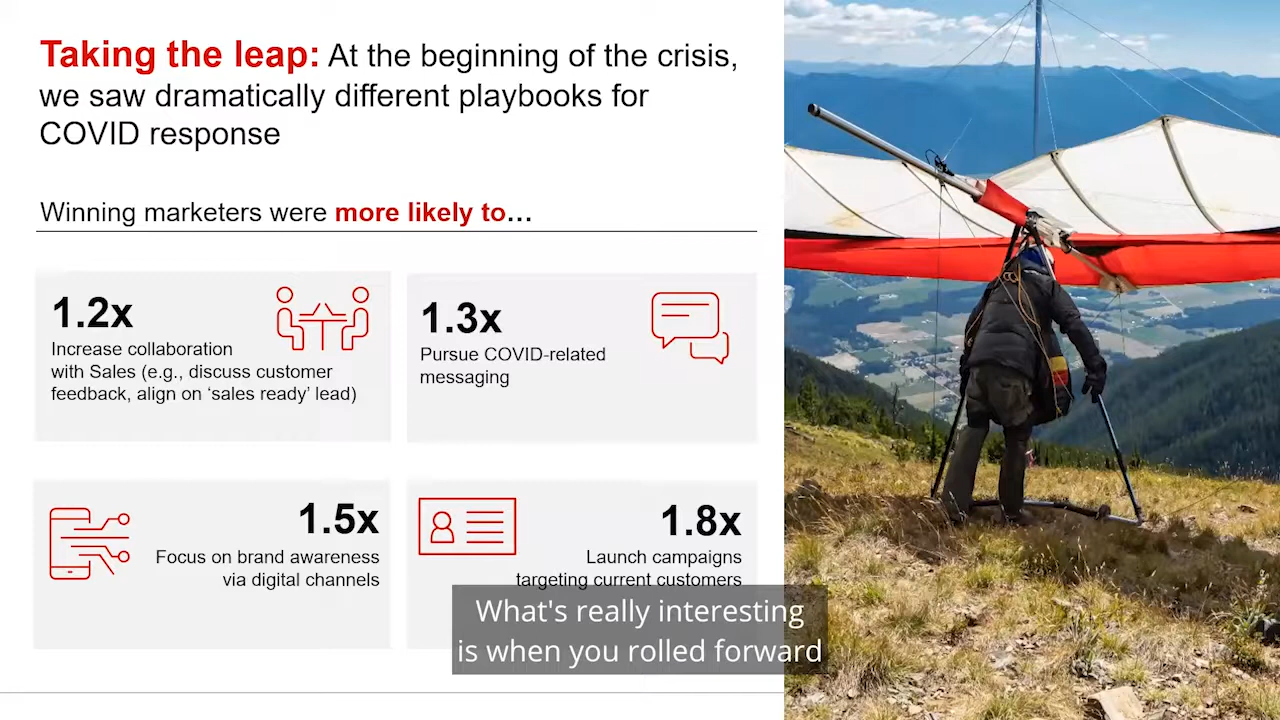 Taking the leap: At the beginning of the crisis,
we saw dramatically different playbooks for
COVID response
Winning marketers were more likely to…
1.2x
Increase collaboration
with Sales (e.g., discuss customer
feedback, align on ‘sales ready’ lead)
1.3x
Pursue COVID-related
messaging
1.5x
Focus on brand awareness
via digital channels
1.8x
Launch campaigns
targeting current customers
What's really interesting
is when you rolled forward